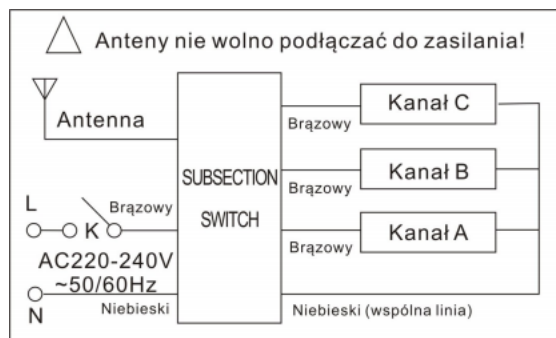 Anteny nie wolno podłączać do zasilania!
Antenna
L
K
Brązowy
AC220-240V
~50/60Hz
N
Niebieski
SUBSECTION
SWITCH
Brązowy
Kanał C
Brązowy
Kanał B
Brązowy
Kanał A
Niebieski (wspólna linia)